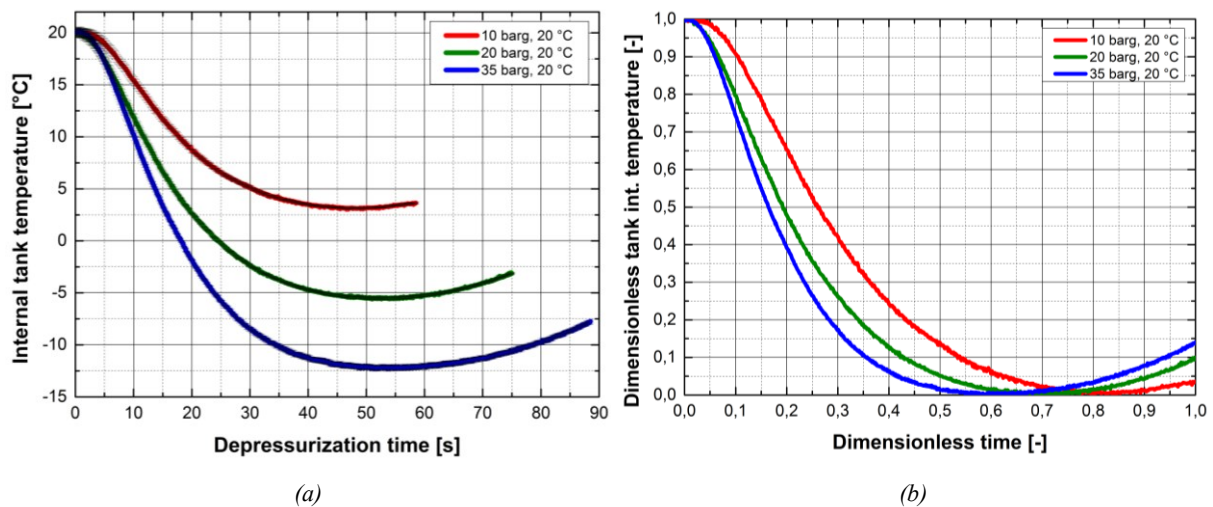 20
15
10
5
0
-5
-10
-15
Internal tank temperature [°C]
10 barg, 20 °C
20 barg, 20 °C
35 barg, 20 °C
0 10 20 30 40 50 60 70 80 90
Depressurization time [s]
(a)
1,0
0,9
0,8
0,7
0,6
0,5
0,4
0,3
0,2
0,1
0,0
Dimensionless tank int. temperature [-]
10 barg, 20 °C
20 barg, 20 °C
35 barg, 20 °C
0,0 0,1 0,2 0,3 0,4 0,5 0,6 0,7 0,8 0,9 1,0
Dimensionless time [-]
(b)